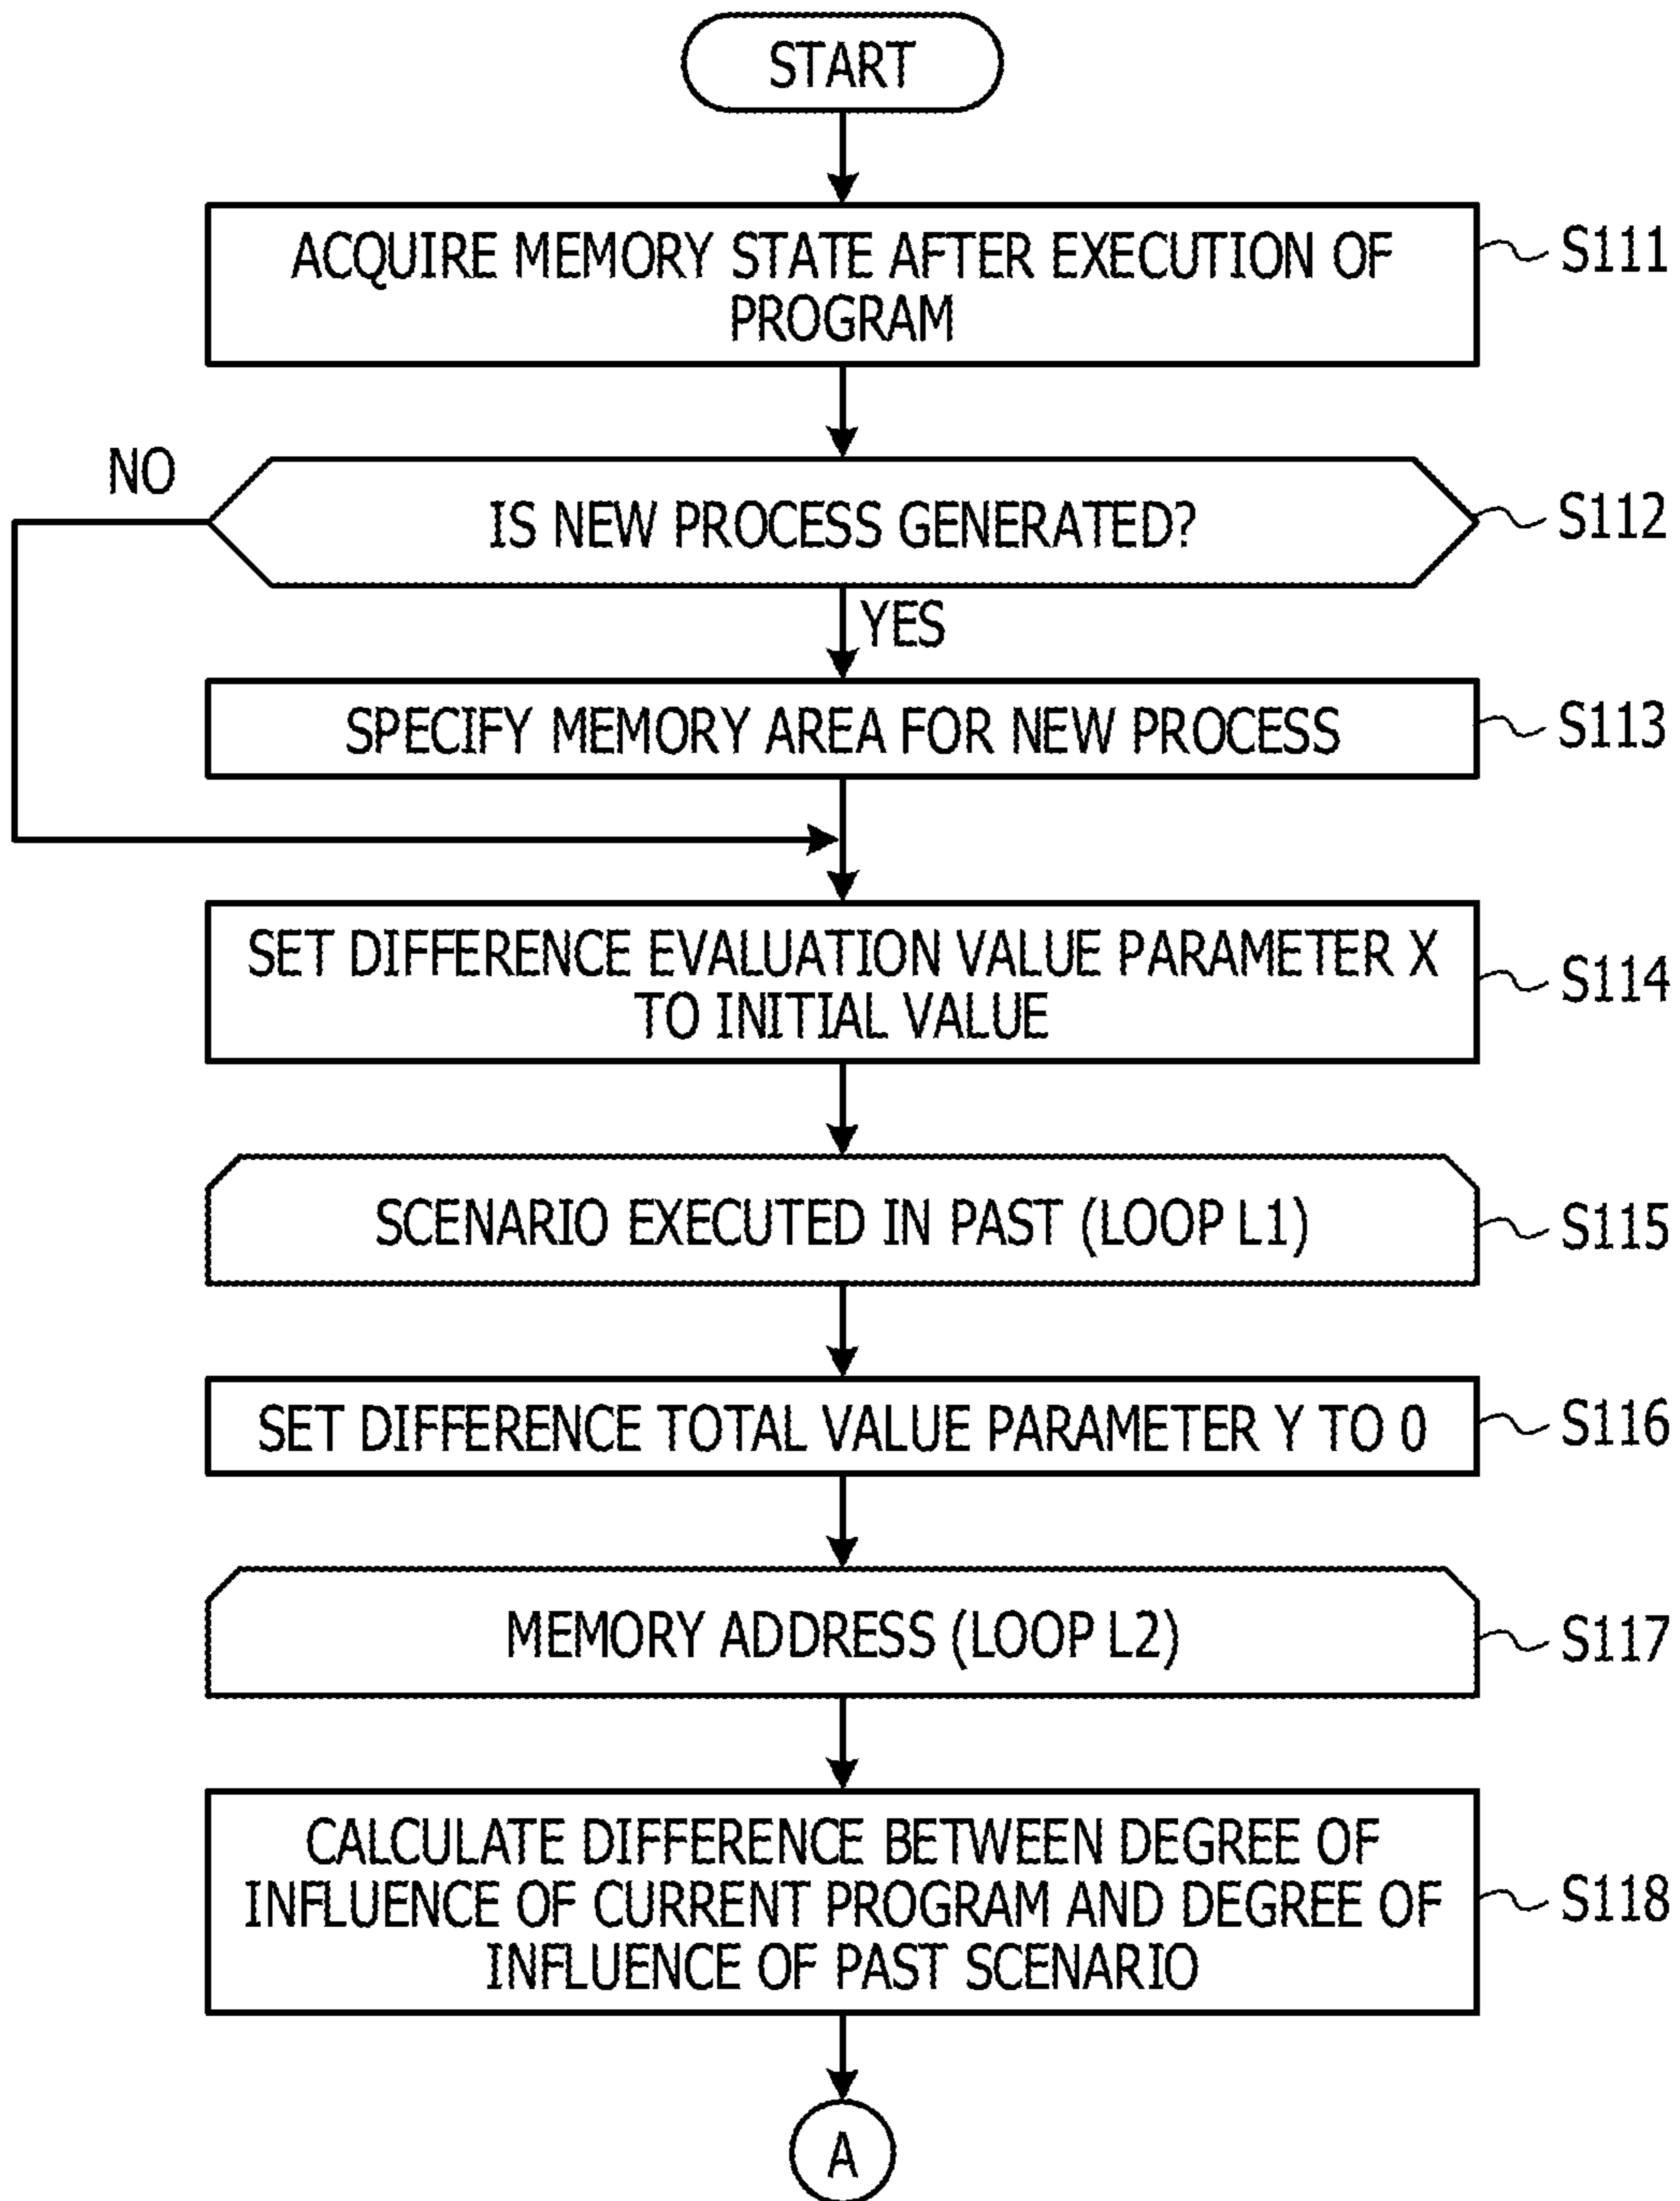 START
ACQUIRE MEMORY STATE AFTER EXECUTION OF
PROGRAM
S111
NO
IS NEW PROCESS GENERATED?
S112
YES
SPECIFY MEMORY AREA FOR NEW PROCESS
S113
SET DIFFERENCE EVALUATION VALUE PARAMETER X
TO INITIAL VALUE
S114
SCENARIO EXECUTED IN PAST (LOOP L1)
S115
SET DIFFERENCE TOTAL VALUE PARAMETER Y TO 0
S116
MEMORY ADDRESS (LOOP L2)
S117
CALCULATE DIFFERENCE BETWEEN DEGREE OF
INFLUENCE OF CURRENT PROGRAM AND DEGREE OF
INFLUENCE OF PAST SCENARIO
S118
A